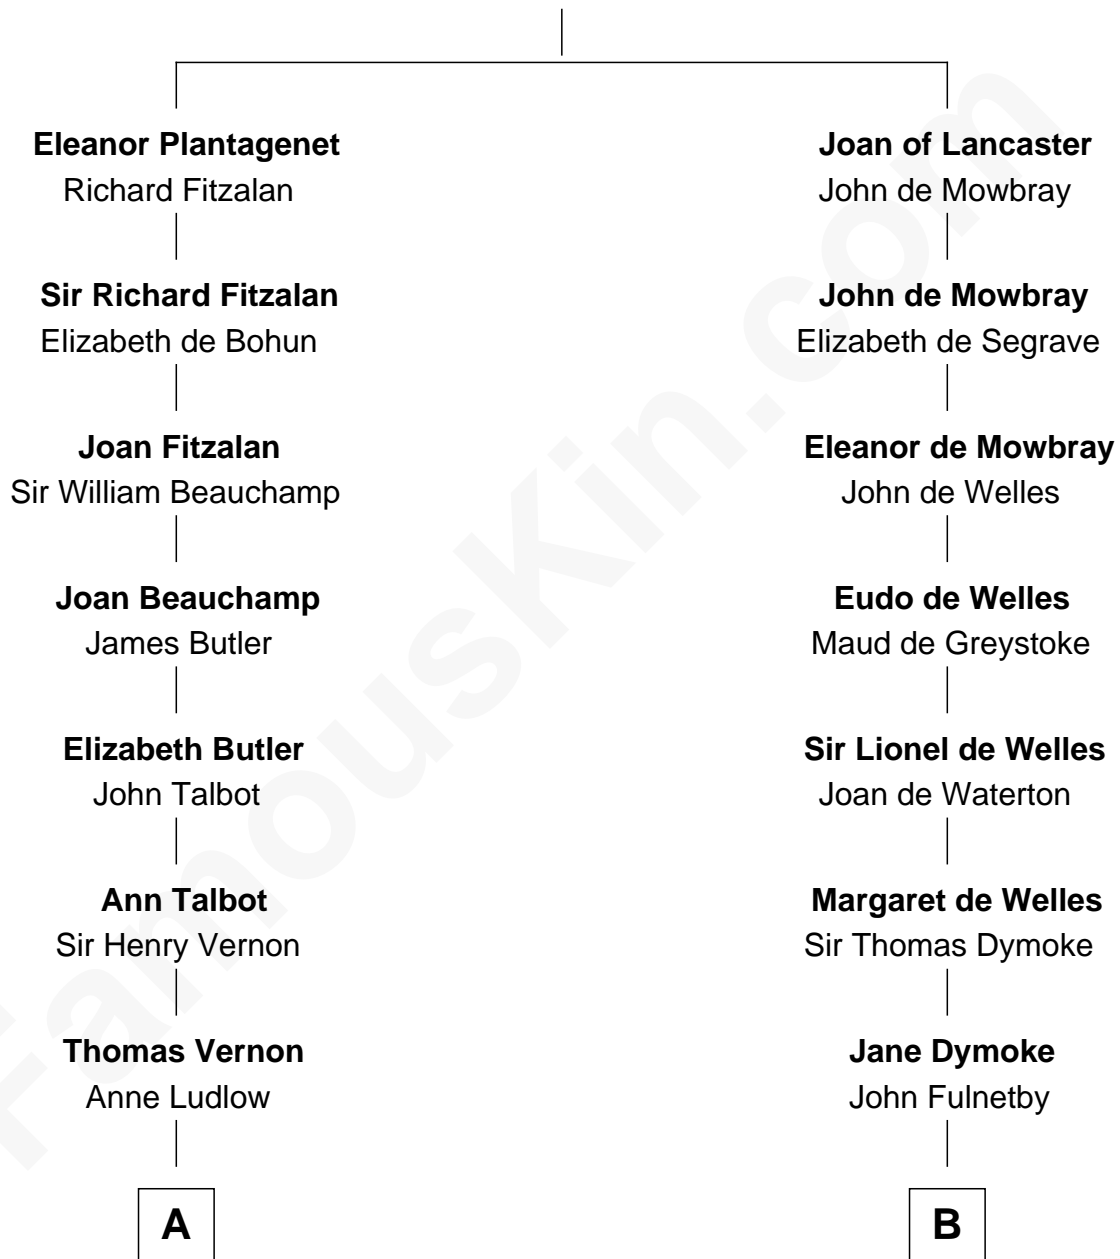 Eleanor Plantagenet
Richard Fitzalan
Sir Richard Fitzalan
Elizabeth de Bohun
Joan Fitzalan
Sir William Beauchamp
Joan Beauchamp
James Butler
Elizabeth Butler
John Talbot
Ann Talbot
Sir Henry Vernon
Thomas Vernon
Anne Ludlow
A
Joan of Lancaster
John de Mowbray
John de Mowbray
Elizabeth de Segrave
Eleanor de Mowbray
John de Welles
Eudo de Welles
Maud de Greystoke
Sir Lionel de Welles
Joan de Waterton
Margaret de Welles
Sir Thomas Dymoke
Jane Dymoke
John Fulnetby
B
FamousKin.com